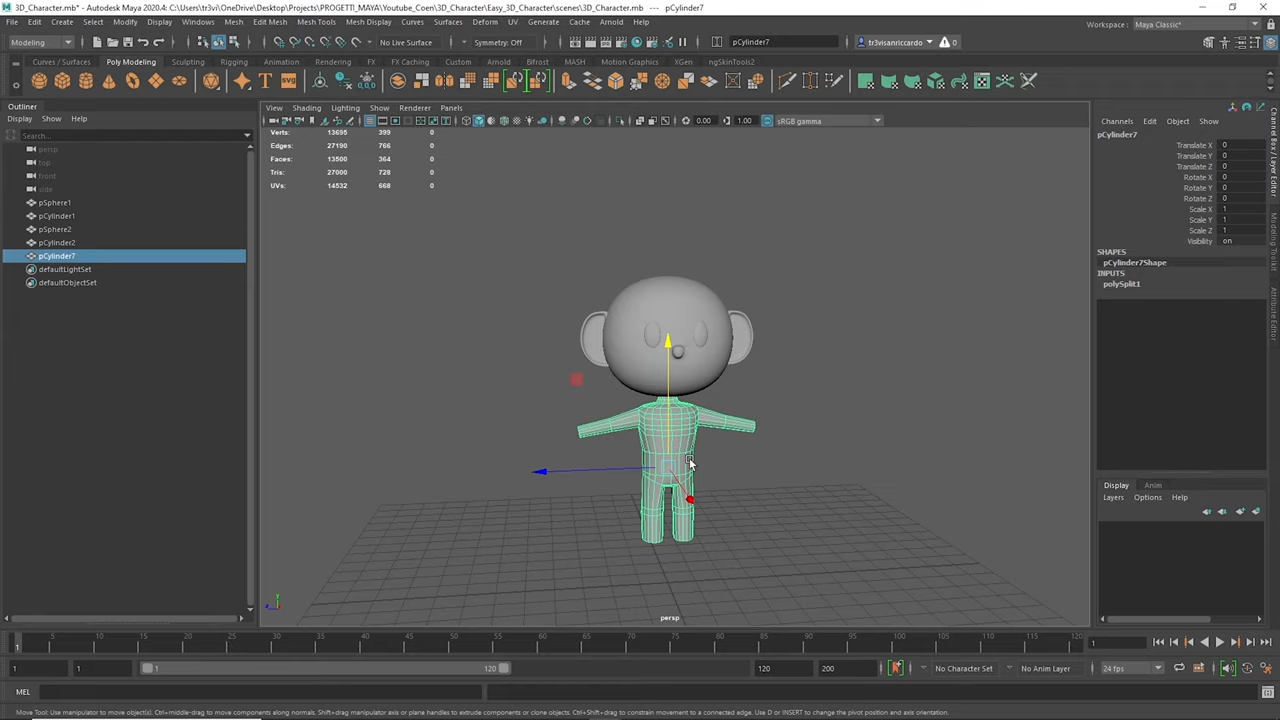 3D_Character.mb* - Autodesk Maya 2020.4: C:\Users\tr3vi\OneDrive\Desktop\Projects\PROGETTI_MAYA\Youtube_Coen\3D_Character\Easy_3D_Character\scenes\3D_Character.mb --- pCylinder7
File Edit Create Select Modify Display Windows Mesh Edit Mesh Mesh Tools Mesh Display Curves Surfaces Deform UV Generate Cache Arnold Help
Workspace: Maya Classic*
Modeling
No Live Surface
Symmetry: Off
pCylinder7
tr3visanriccardo
0
Curves / Surfaces Poly Modeling Sculpting Rigging Animation Rendering FX FX Caching Custom Arnold Bifrost MASH Motion Graphics XGen ngSkinTools2
Outliner
Display Show Help
Search...
persp
top
front
side
pSphere1
pCylinder1
pSphere2
pCylinder2
pCylinder7
defaultLightSet
defaultObjectSet
View Shading Lighting Show Renderer Panels
0.00
1.00
sRGB gamma
Verts: 13695 399 0
Edges: 27190 766 0
Faces: 13500 364 0
Tris: 27000 728 0
UVs: 14532 668 0
persp
Channels Edit Object Show
pCylinder7
Translate X 0
Translate Y 0
Translate Z 0
Rotate X 0
Rotate Y 0
Rotate Z 0
Scale X 1
Scale Y 1
Scale Z 1
Visibility on
SHAPES
pCylinder7Shape
INPUTS
polySplit1
Display Anim
Layers Options Help
Channel Box / Layer Editor
Modeling Toolkit
Attribute Editor
5 10 15 20 25 30 35 40 45 50 55 60 65 70 75 80 85 90 95 100 105 110 115 120
1
1
1
1
1
120
120
200
No Character Set
No Anim Layer
24 fps
MEL
Move Tool: Use manipulator to move object(s). Ctrl+middle-drag to move components along normals. Shift+drag manipulator axis or plane handles to extrude components or clone objects. Ctrl+Shift+drag to constrain movement to a connected edge. Use D or INSERT to change the pivot position and axis orientation.